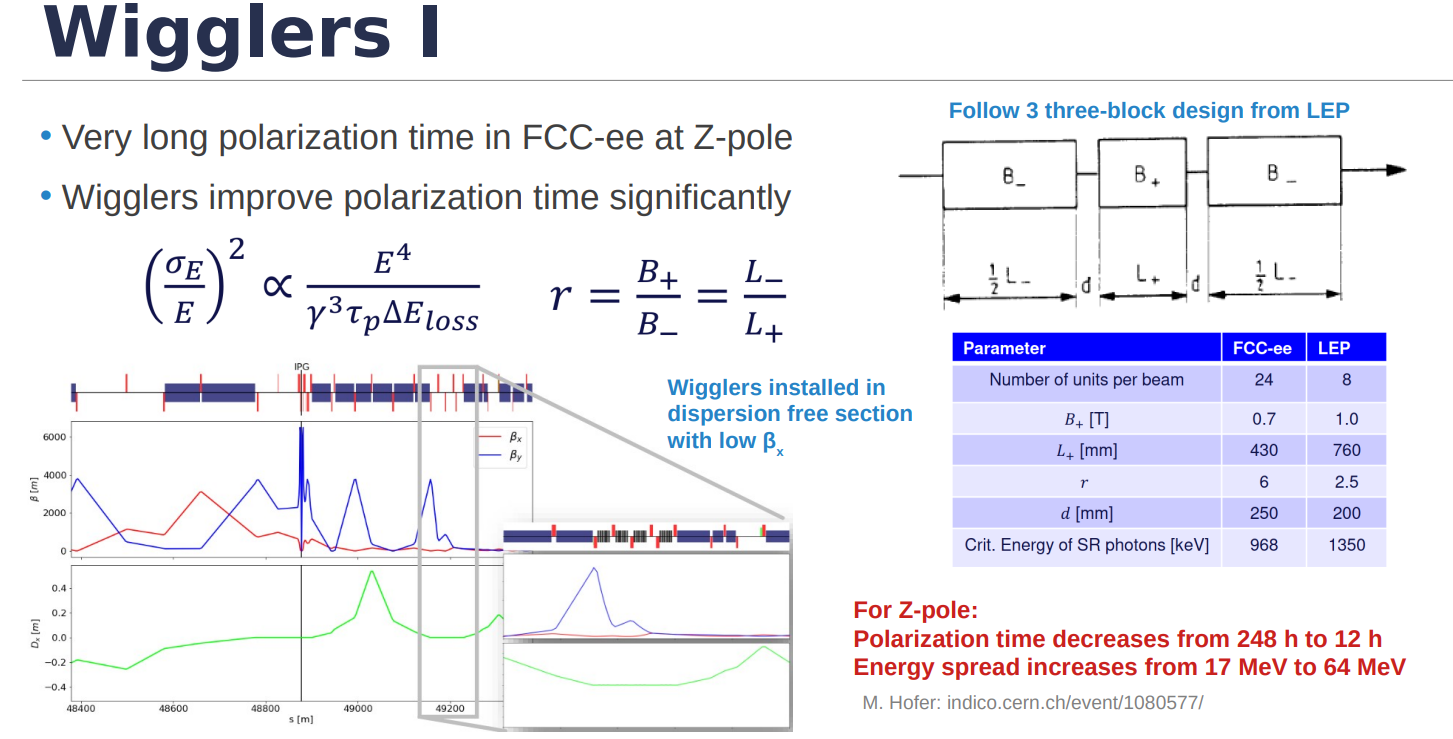 Wigglers I
• Very long polarization time in FCC-ee at Z-pole
• Wigglers improve polarization time significantly
(σ_E/E)² ∝ E⁴/(γ³τ_pΔE_loss)
r = B₊/B₋ = L₋/L₊
Follow 3 three-block design from LEP
B₋ B₊ B₋
½ L₋ d L₊ d ½ L₋
Parameter FCC-ee LEP
Number of units per beam 24 8
B₊ [T] 0.7 1.0
L₊ [mm] 430 760
r 6 2.5
d [mm] 250 200
Crit. Energy of SR photons [keV] 968 1350
Wigglers installed in
dispersion free section
with low βₓ
IPG
β [m]
6000
4000
2000
0
βₓ
β_y
Dₓ [m]
0.4
0.2
0.0
−0.2
−0.4
48400 48600 48800 49000 49200
s [m]
For Z-pole:
Polarization time decreases from 248 h to 12 h
Energy spread increases from 17 MeV to 64 MeV
M. Hofer: indico.cern.ch/event/1080577/